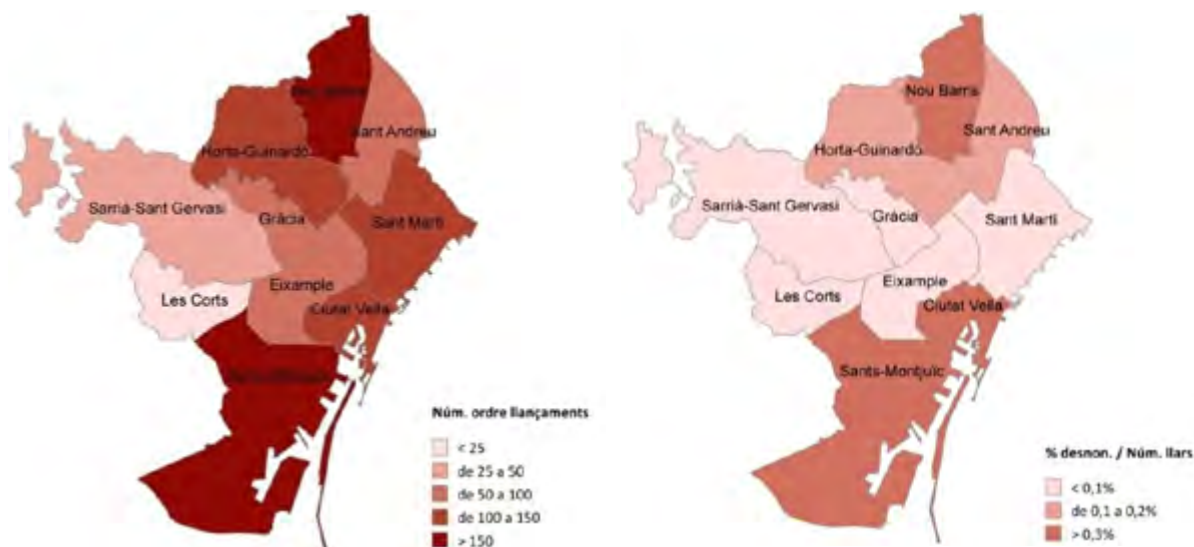 Sant Andreu
Horta-Guinardó
Sarrià-Sant Gervasi
Gràcia
Sant Martí
Eixample
Les Corts
Ciutat Vella
Núm. ordre llançaments
< 25
de 25 a 50
de 50 a 100
de 100 a 150
> 150
Nou Barris
Sant Andreu
Horta-Guinardó
Sarrià-Sant Gervasi
Gràcia
Sant Martí
Eixample
Les Corts
Ciutat Vella
Sants-Montjuïc
% desnon. / Núm. llars
< 0,1%
de 0,1 a 0,2%
> 0,3%